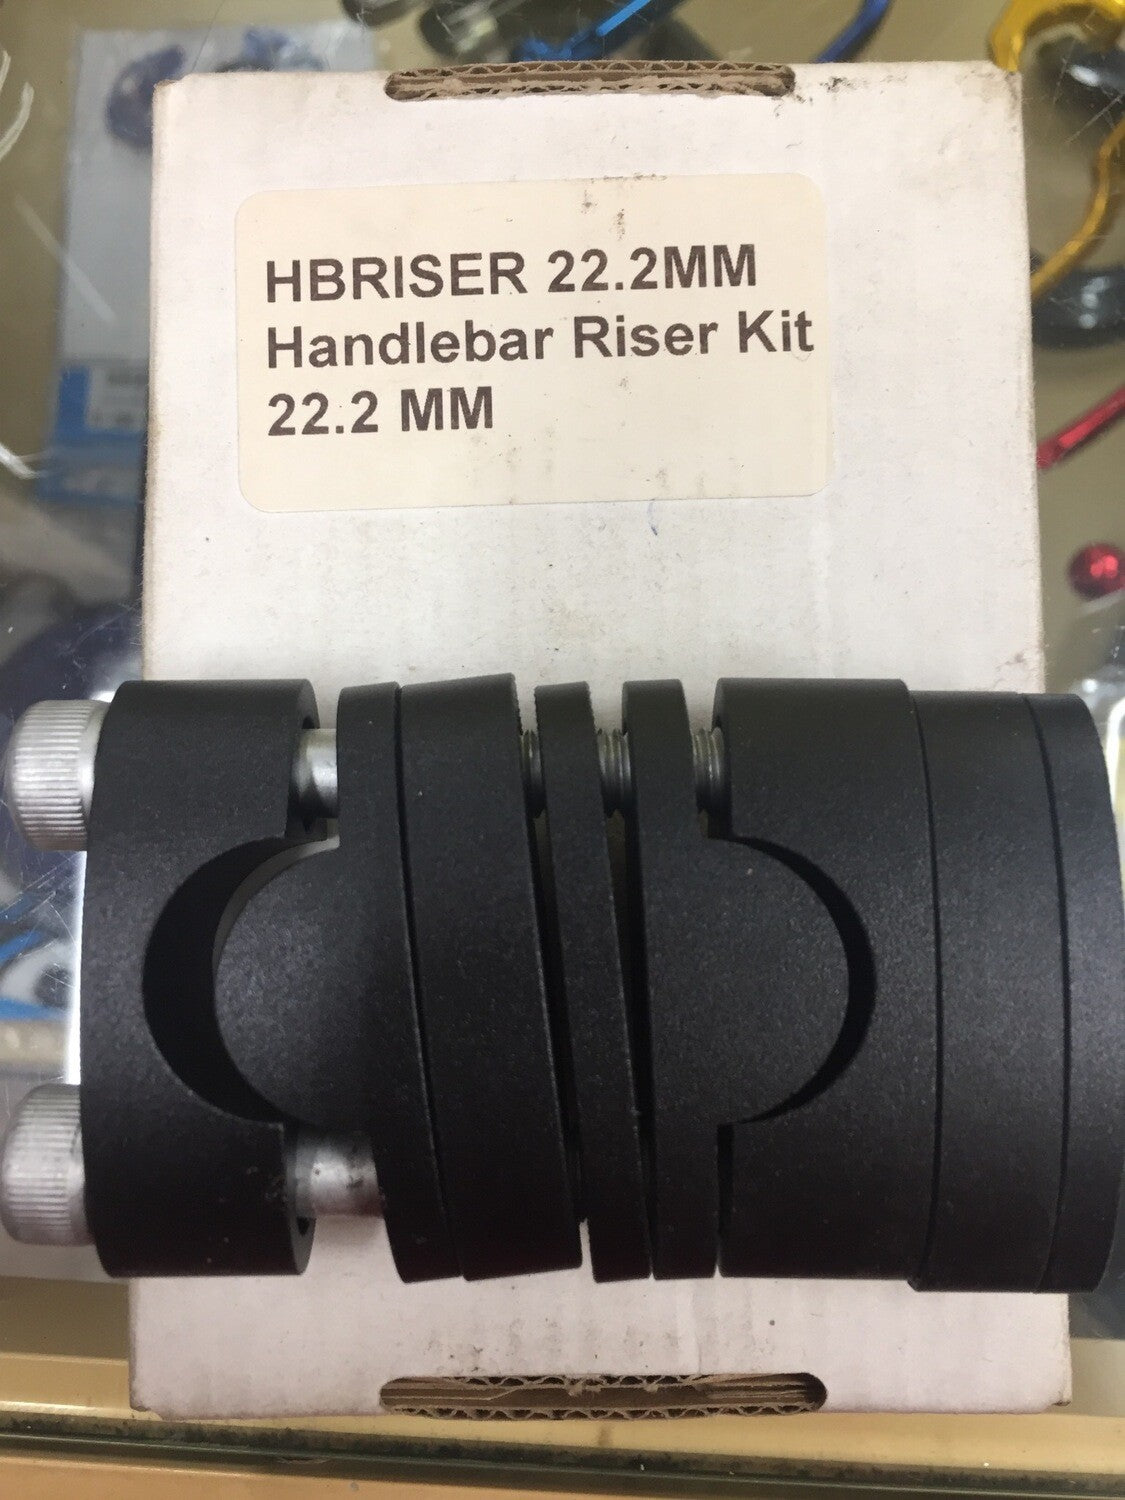 HBRISER 22.2MM
Handlebar Riser Kit
22.2 MM